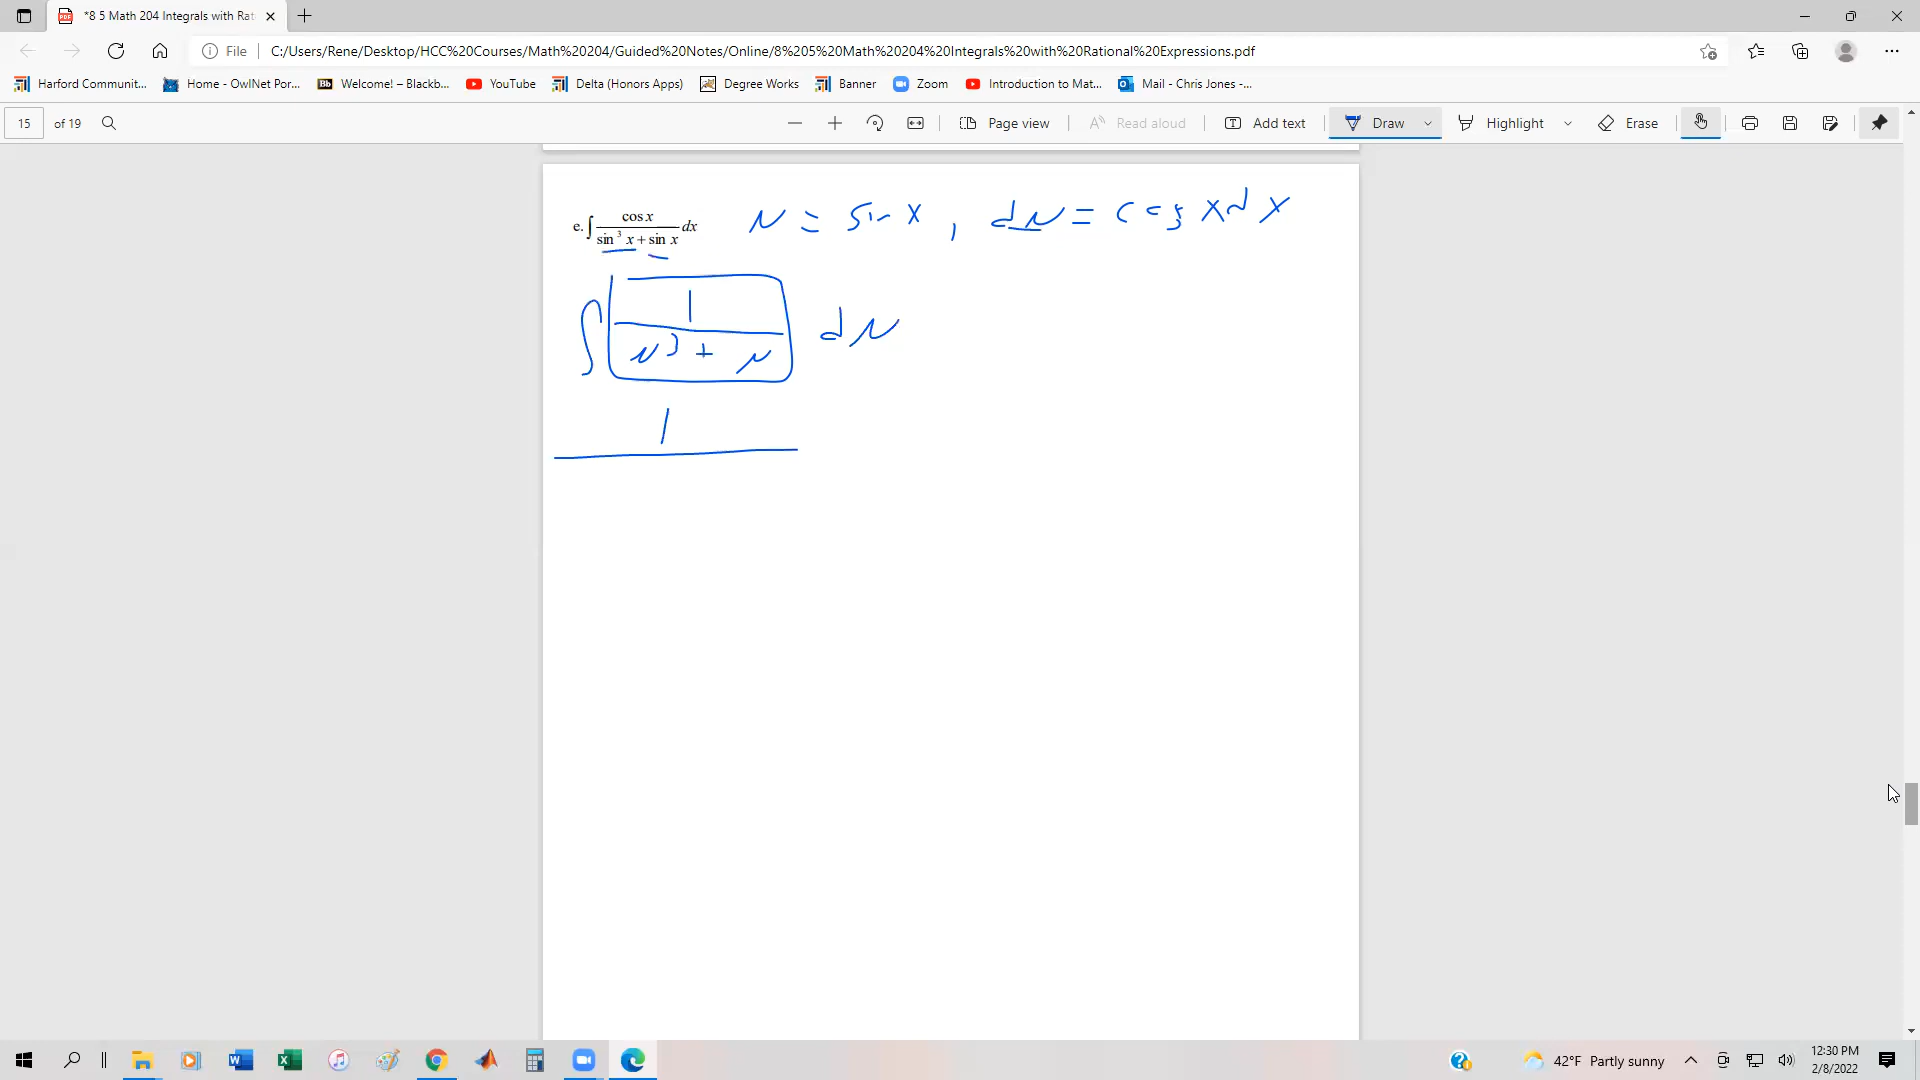 *8 5 Math 204 Integrals with Rat
File C:/Users/Rene/Desktop/HCC%20Courses/Math%20204/Guided%20Notes/Online/8%205%20Math%20204%20Integrals%20with%20Rational%20Expressions.pdf
Harford Communit... Home - OwlNet Por... Bb Welcome! – Blackb... YouTube Delta (Honors Apps) Degree Works Banner Zoom Introduction to Mat... Mail - Chris Jones -...
15 of 19 Page view Read aloud Add text Draw Highlight Erase
e. ∫ cos x / (sin³ x + sin x) dx u = sin x , du = cos x d x
∫ 1 / (u³ + u) du
1
42°F Partly sunny 12:30 PM
2/8/2022